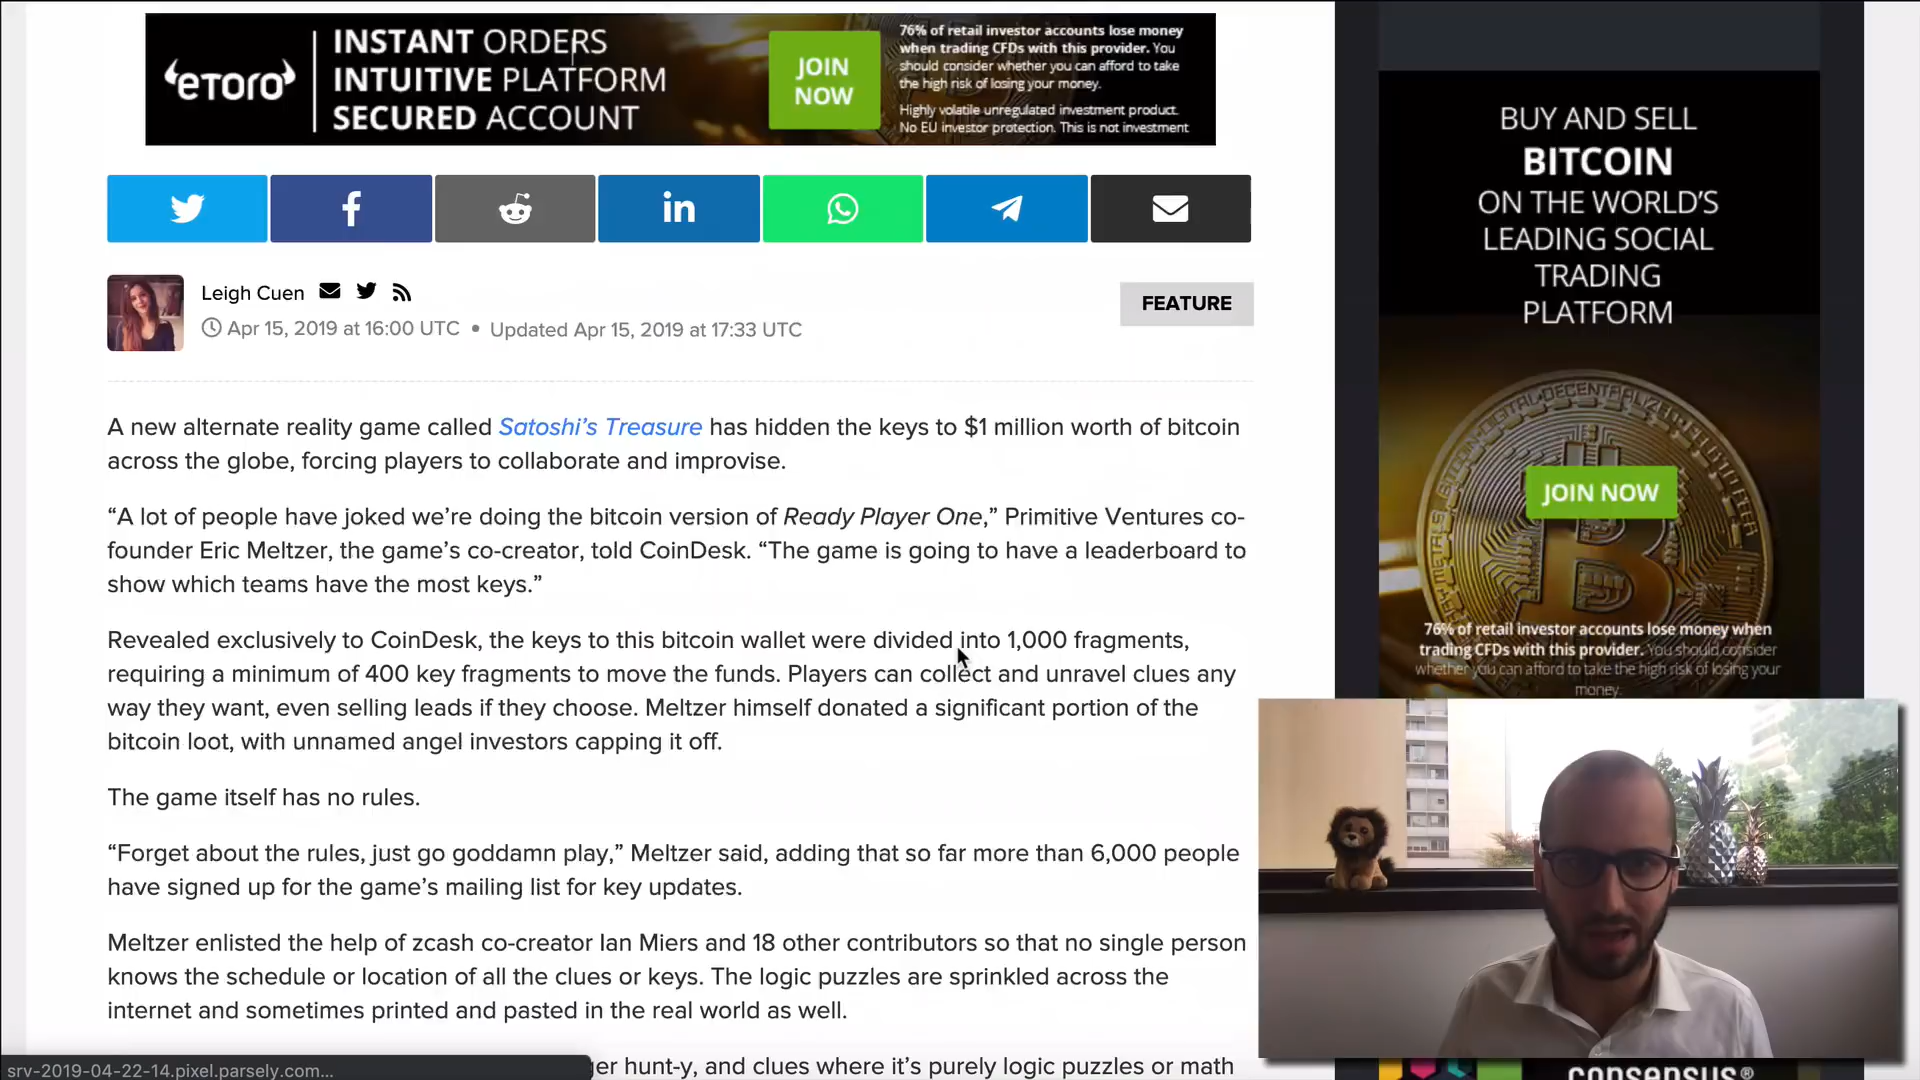 eToro
INSTANT ORDERS
INTUITIVE PLATFORM
SECURED ACCOUNT
JOIN
NOW
76% of retail investor accounts lose money
when trading CFDs with this provider. You
should consider whether you can afford to take
the high risk of losing your money.
Highly volatile unregulated investment product.
No EU investor protection. This is not investment
Leigh Cuen
Apr 15, 2019 at 16:00 UTC • Updated Apr 15, 2019 at 17:33 UTC
FEATURE
A new alternate reality game called Satoshi’s Treasure has hidden the keys to $1 million worth of bitcoin
across the globe, forcing players to collaborate and improvise.
“A lot of people have joked we’re doing the bitcoin version of Ready Player One,” Primitive Ventures co-
founder Eric Meltzer, the game’s co-creator, told CoinDesk. “The game is going to have a leaderboard to
show which teams have the most keys.”
Revealed exclusively to CoinDesk, the keys to this bitcoin wallet were divided into 1,000 fragments,
requiring a minimum of 400 key fragments to move the funds. Players can collect and unravel clues any
way they want, even selling leads if they choose. Meltzer himself donated a significant portion of the
bitcoin loot, with unnamed angel investors capping it off.
The game itself has no rules.
“Forget about the rules, just go goddamn play,” Meltzer said, adding that so far more than 6,000 people
have signed up for the game’s mailing list for key updates.
Meltzer enlisted the help of zcash co-creator Ian Miers and 18 other contributors so that no single person
knows the schedule or location of all the clues or keys. The logic puzzles are sprinkled across the
internet and sometimes printed and pasted in the real world as well.
er hunt-y, and clues where it’s purely logic puzzles or math
srv-2019-04-22-14.pixel.parsely.com...
BUY AND SELL
BITCOIN
ON THE WORLD’S
LEADING SOCIAL
TRADING
PLATFORM
DECENTRALIZED
JOIN NOW
76% of retail investor accounts lose money when
trading CFDs with this provider. You should consider
whether you can afford to take the high risk of losing your
money.
consensus®